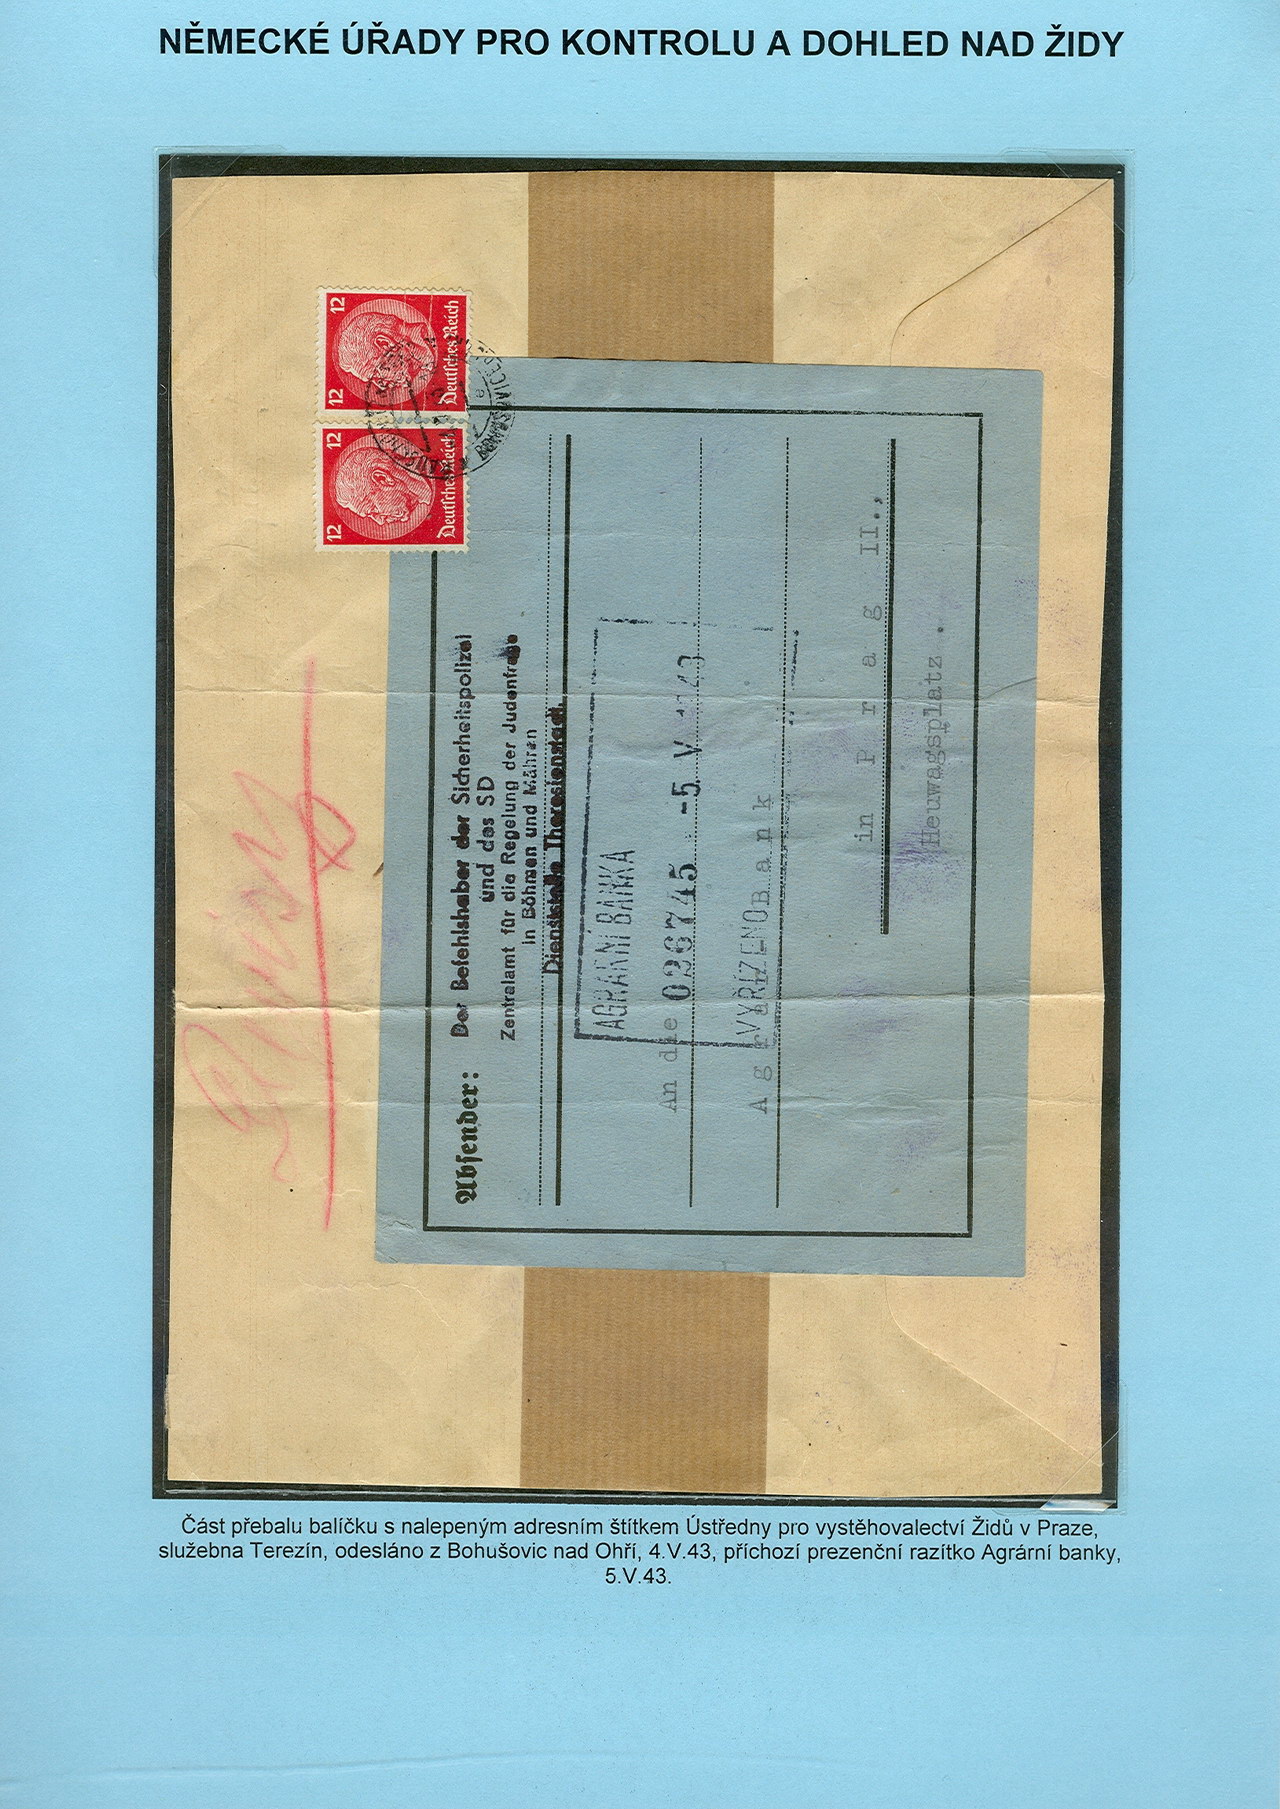 NĚMECKÉ ÚŘADY PRO KONTROLU A DOHLED NAD ŽIDY
12 12
Deutsches Reich
12 12
Deutsches Reich
Absender:
Der Befehlshaber der Sicherheitspolizei
und des SD
Zentralamt für die Regelung der Judenfrage
in Böhmen und Mähren
Dienststelle Theresienstadt.
AGRÁRNÍ BANKA
026745 -5. V. 1943
VYŘÍZENO
An die
Agrar Bank
in Prag II.,
Heuwagsplatz.
Část přebalu balíčku s nalepeným adresním štítkem Ústředny pro vystěhovalectví Židů v Praze,
služebna Terezín, odesláno z Bohušovic nad Ohří, 4.V.43, příchozí prezenční razítko Agrární banky,
5.V.43.